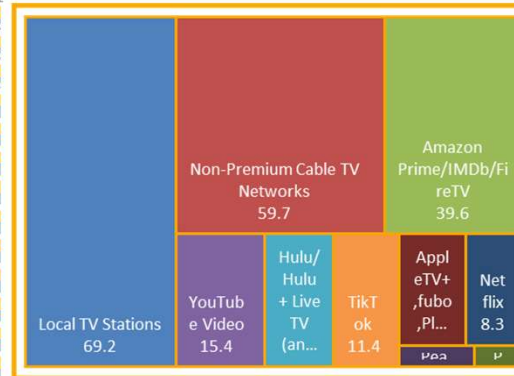 Non-Premium Cable TV
Networks
59.7
Amazon
Prime/IMDb/Fi
reTV
39.6
Local TV Stations
69.2
YouTub
e Video
15.4
Hulu/
Hulu
+ Live
TV
(an...
TikT
ok
11.4
Appl
eTV+
,fubo
,Pl...
Net
flix
8.3
Pea
P